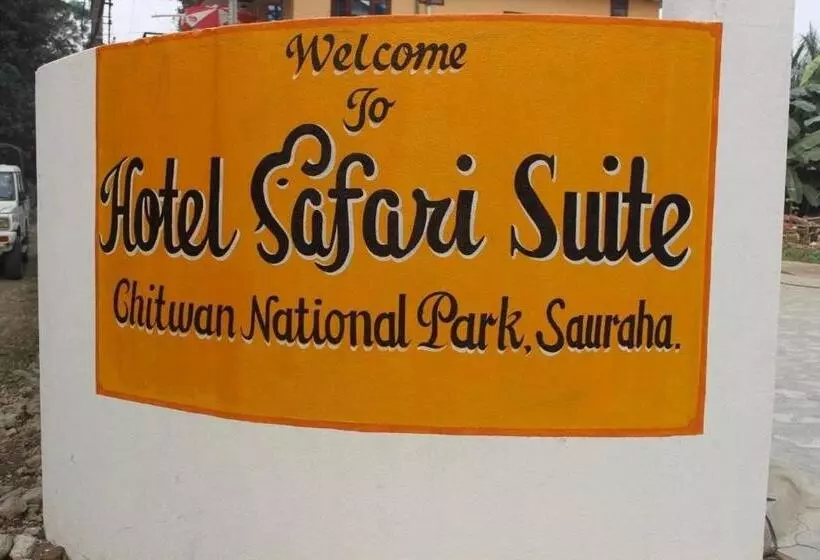 Welcome
To
Hotel Safari Suite
Chitwan National Park, Sauraha.